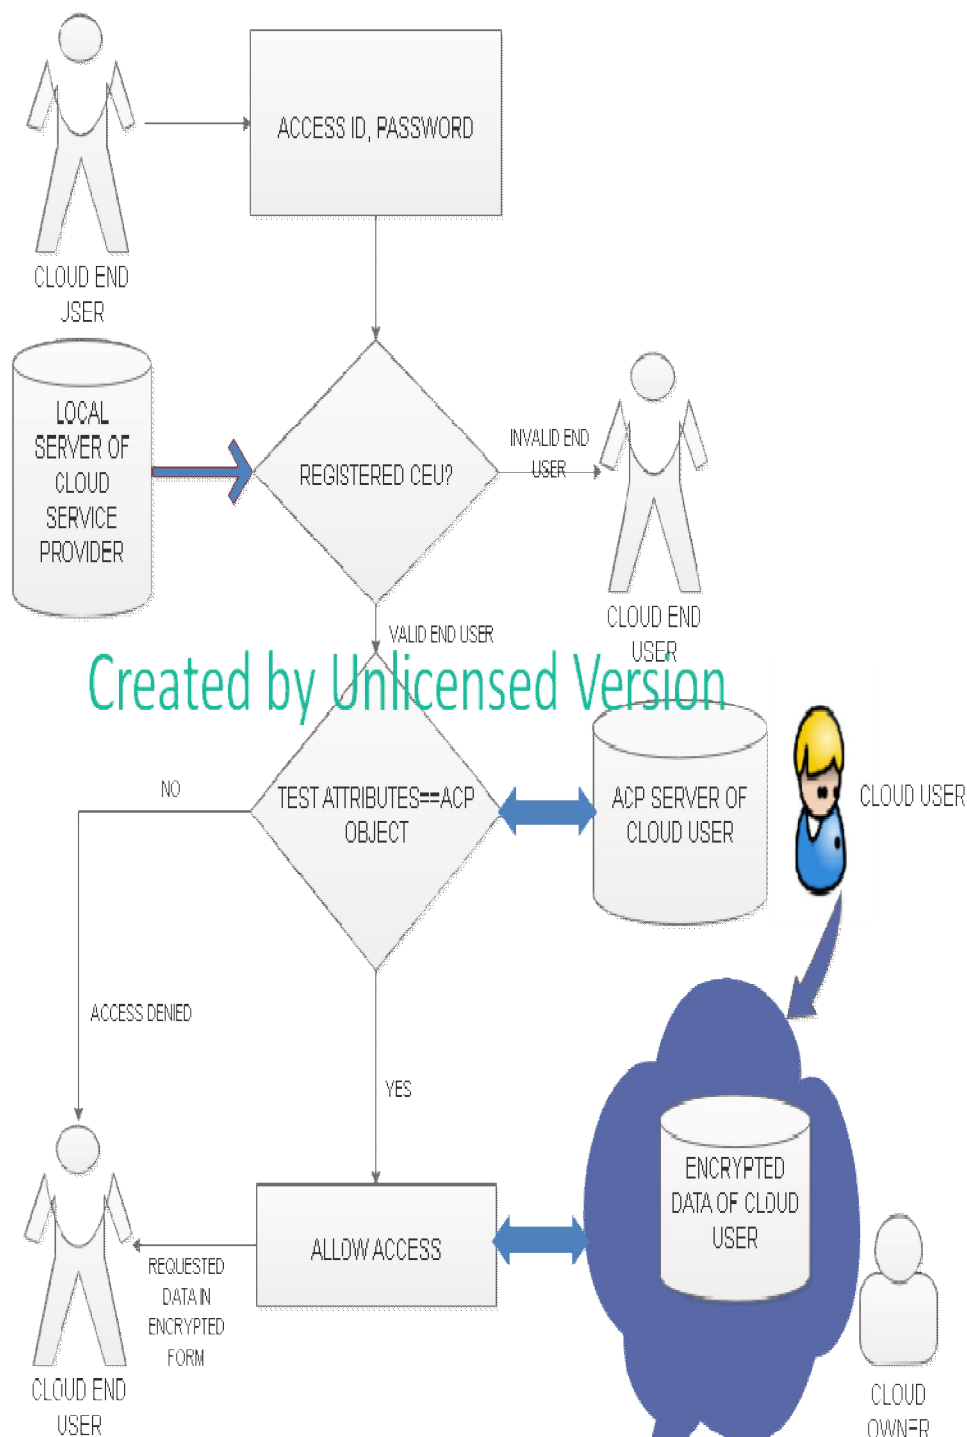 ACCESS ID, PASSWORD
CLOUD END
JSER
LOCAL
SERVER OF
CLOUD
SERVICE
PROVIDER
REGISTERED CEU?
INVALID END
USER
CLOUD END
USER
VALID END USER
Created by Unlicensed Version
NO
TEST ATTRIBUTES==ACP
OBJECT
ACP SERVER OF
CLOUD USER
CLOUD USER
ACCESS DENIED
YES
ENCRYPTED
DATA OF CLOUD
USER
ALLOW ACCESS
REQUESTED
DATA IN
ENCRYPTED
FORM
CLOUD END
USER
CLOUD
OWNER